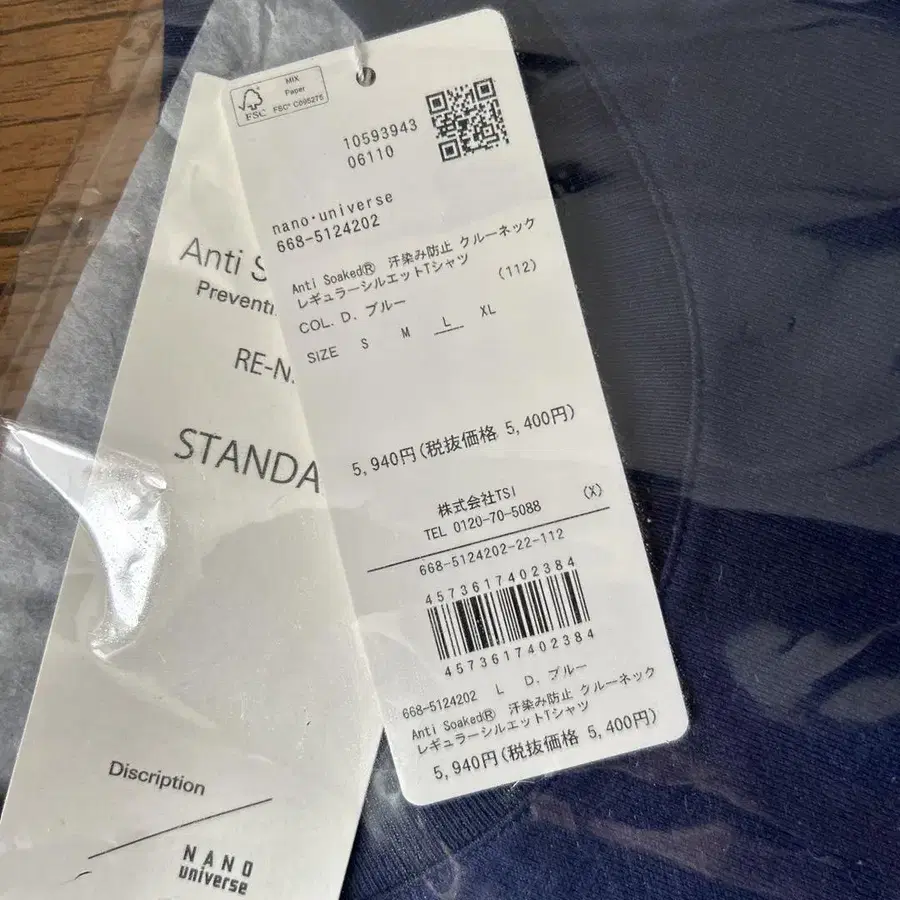 MIX
Paper
FSC® C095275
FSC
10593943
06110
nano・universe
668-5124202
Anti Soaked® 汗染み防止 クルーネック
レギュラーシルエットTシャツ
(112)
COL. D. ブルー
SIZE S M L XL
5,940円(税抜価格 5,400円)
株式会社TSI
(X)
TEL 0120-70-5088
668-5124202-22-112
4573617402384
4573617402384
668-5124202 L D. ブルー
Anti Soaked® 汗染み防止 クルーネック
レギュラーシルエットTシャツ
5,940円(税抜価格 5,400円)
Anti S
Preventi
RE-N.
STANDA
Discription
NANO
universe